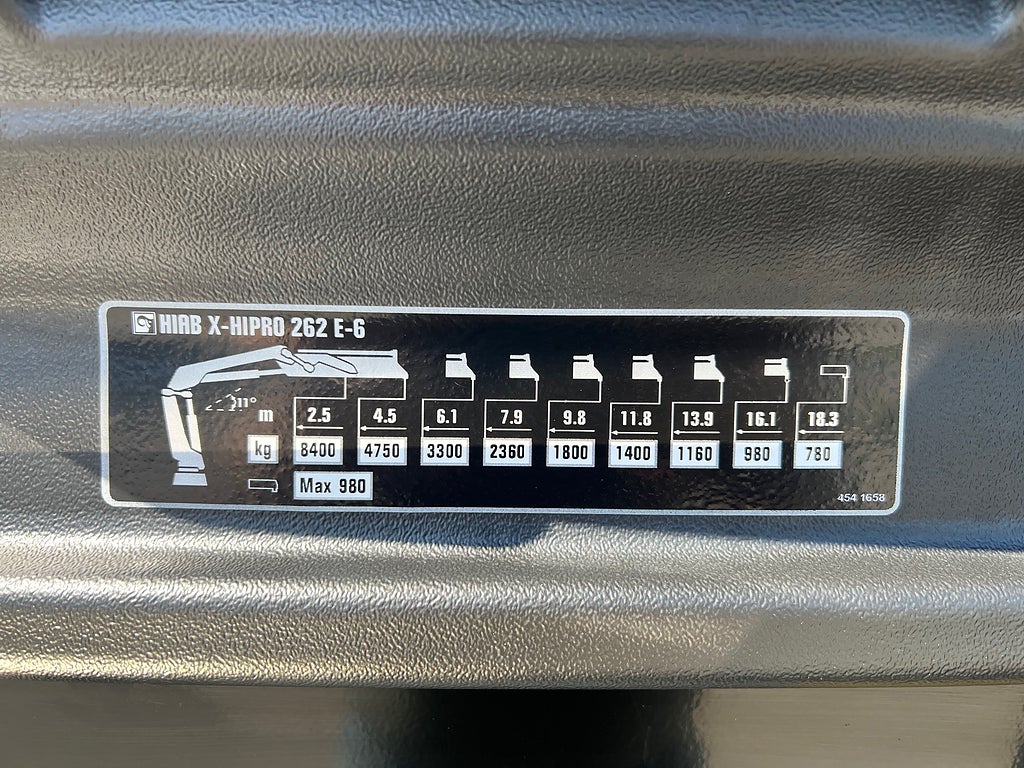 HIAB X-HIPRO 262 E-6
11°
m 2.5 4.5 6.1 7.9 9.8 11.8 13.9 16.1 18.3
kg 8400 4750 3300 2360 1800 1400 1160 980 780
Max 980
454 1658